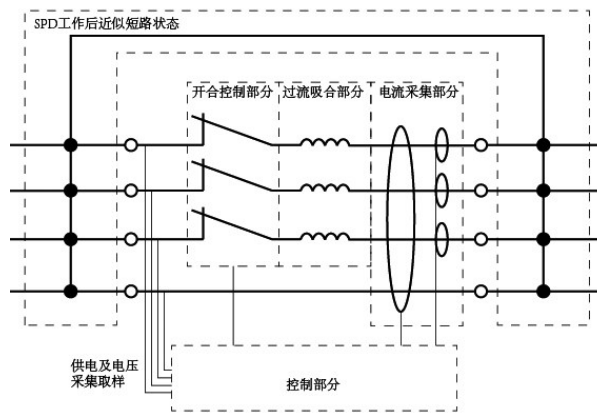 SPD工作后近似短路状态
开合控制部分
过流吸合部分
电流采集部分
供电及电压
采集取样
控制部分